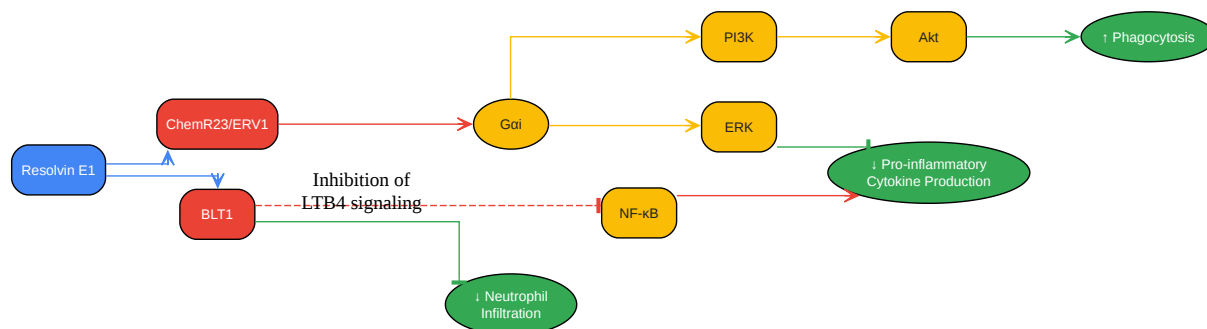 PI3K
Akt
↑ Phagocytosis
ChemR23/ERV1
Gαi
ERK
Resolvin E1
↓ Pro-inflammatory
Cytokine Production
Inhibition of
LTB4 signaling
BLT1
NF-κB
↓ Neutrophil
Infiltration